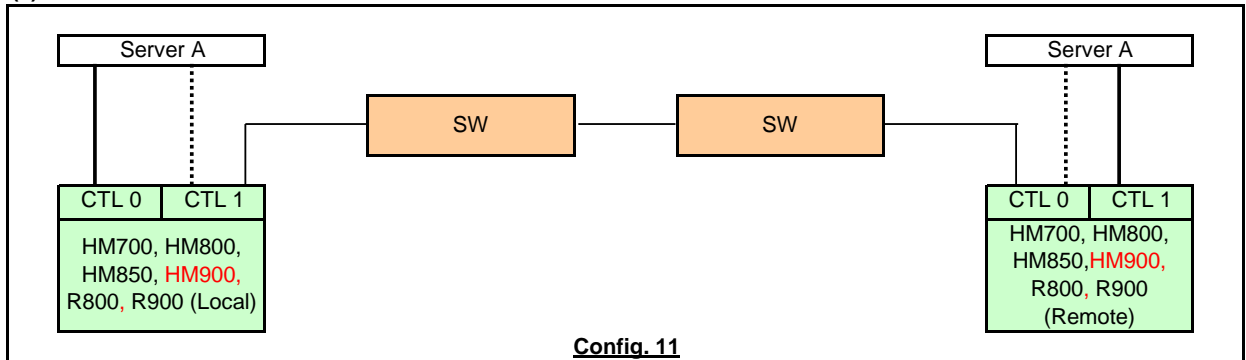 Server A
Server A
SW
SW
CTL 0
CTL 1
CTL 0
CTL 1
HM700, HM800,
HM850, HM900,
R800, R900 (Local)
HM700, HM800,
HM850,HM900,
R800, R900
(Remote)
Config. 11